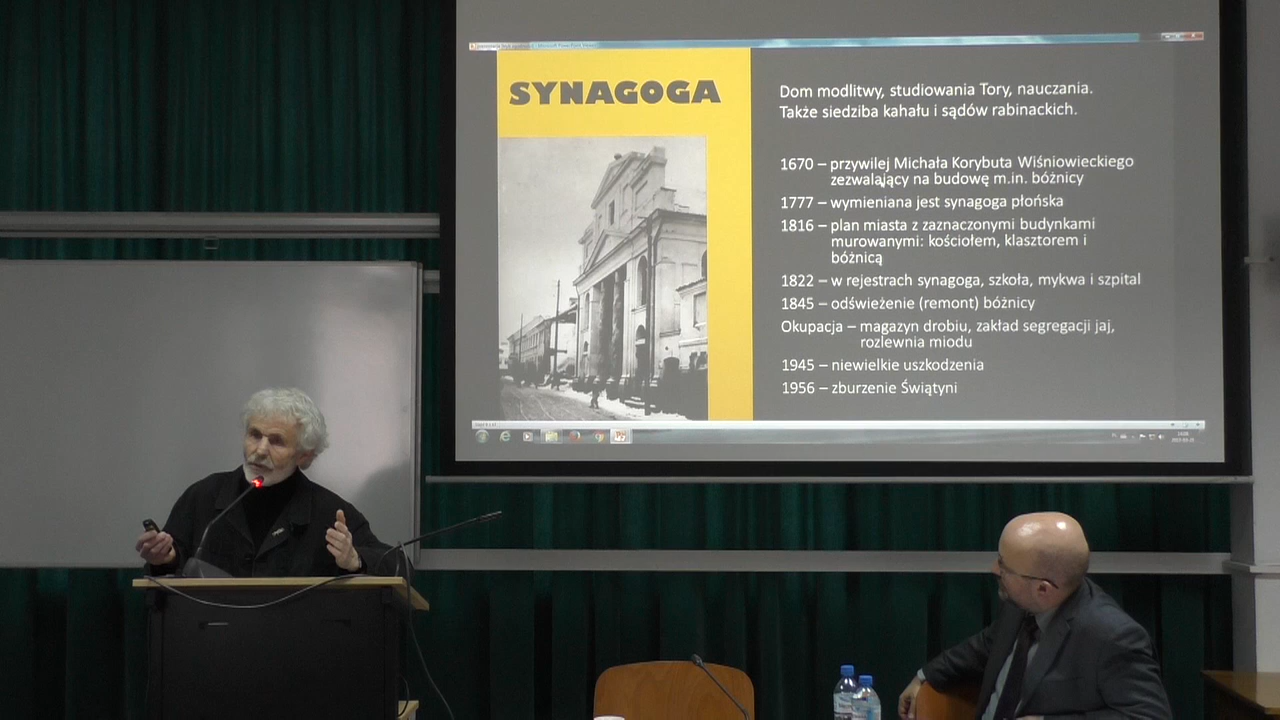 SYNAGOGA
Dom modlitwy, studiowania Tory, nauczania.
Także siedziba kahału i sądów rabinackich.
1670 – przywilej Michała Korybuta Wiśniowieckiego
zezwalający na budowę m.in. bóżnicy
1777 – wymieniana jest synagoga płońska
1816 – plan miasta z zaznaczonymi budynkami
murowanymi: kościołem, klasztorem i
bóżnicą
1822 – w rejestrach synagoga, szkoła, mykwa i szpital
1845 – odświeżenie (remont) bóżnicy
Okupacja – magazyn drobiu, zakład segregacji jaj,
rozlewnia miodu
1945 – niewielkie uszkodzenia
1956 – zburzenie Świątyni